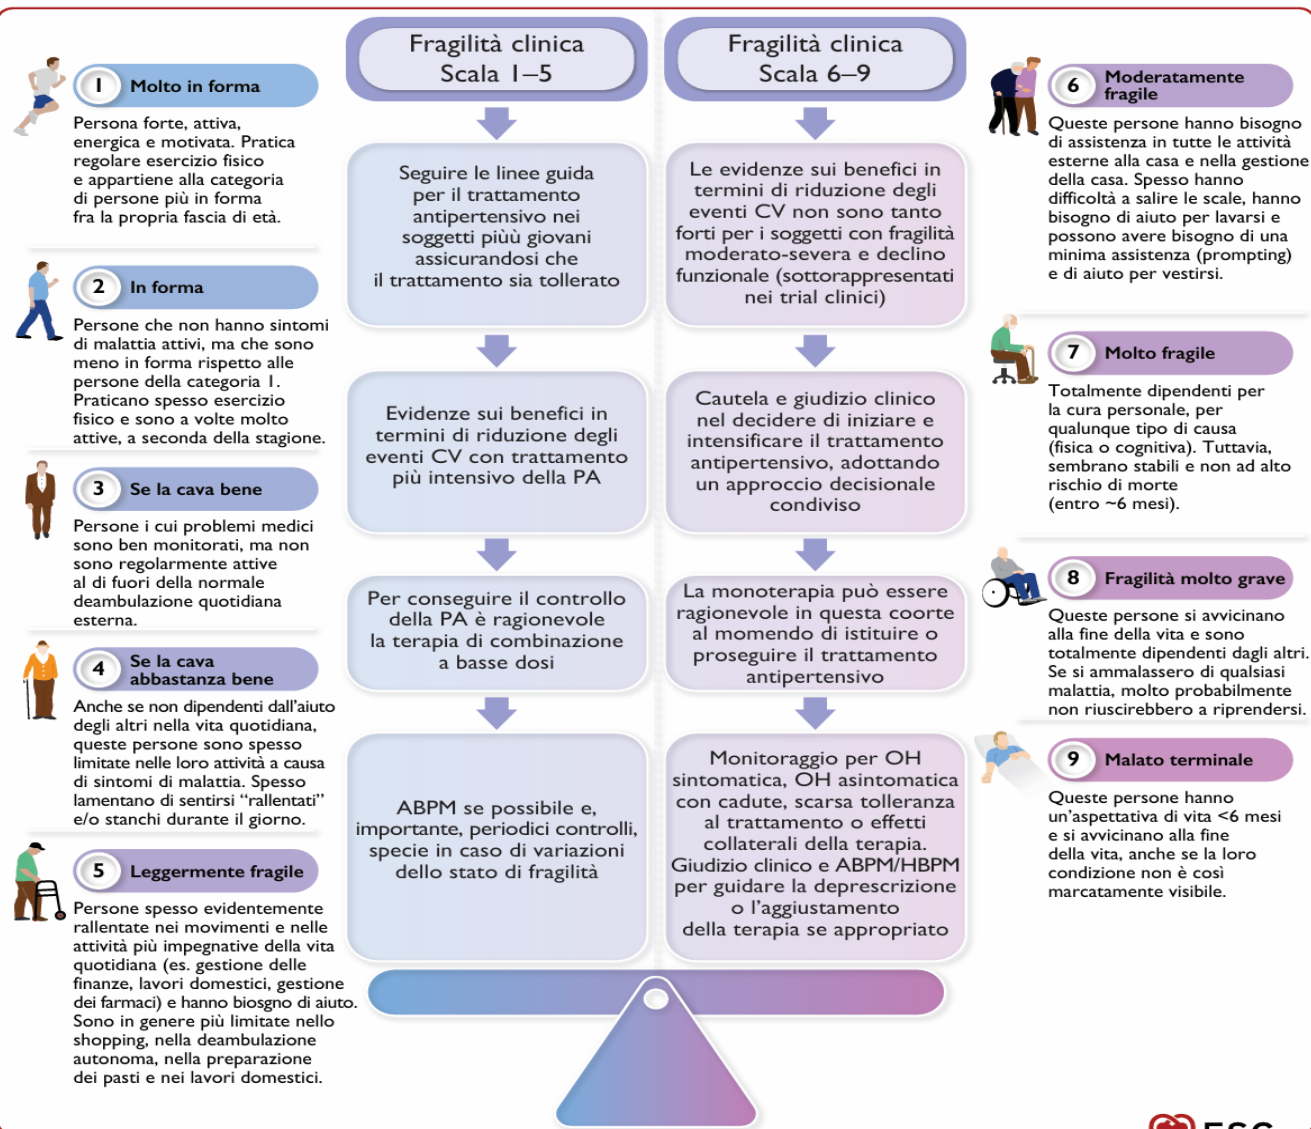 1
Molto in forma
Persona forte, attiva,
energica e motivata. Pratica
regolare esercizio fisico
e appartiene alla categoria
di persone più in forma
fra la propria fascia di età.
2
In forma
Persone che non hanno sintomi
di malattia attivi, ma che sono
meno in forma rispetto alle
persone della categoria 1.
Praticano spesso esercizio
fisico e sono a volte molto
attive, a seconda della stagione.
3
Se la cava bene
Persone i cui problemi medici
sono ben monitorati, ma non
sono regolarmente attive
al di fuori della normale
deambulazione quotidiana
esterna.
4
Se la cava
abbastanza bene
Anche se non dipendenti dall’aiuto
degli altri nella vita quotidiana,
queste persone sono spesso
limitate nelle loro attività a causa
di sintomi di malattia. Spesso
lamentano di sentirsi “rallentati”
e/o stanchi durante il giorno.
5
Leggermente fragile
Persone spesso evidentemente
rallentate nei movimenti e nelle
attività più impegnative della vita
quotidiana (es. gestione delle
finanze, lavori domestici, gestione
dei farmaci) e hanno biosgno di aiuto.
Sono in genere più limitate nello
shopping, nella deambulazione
autonoma, nella preparazione
dei pasti e nei lavori domestici.
Fragilità clinica
Scala 1–5
Seguire le linee guida
per il trattamento
antipertensivo nei
soggetti piùù giovani
assicurandosi che
il trattamento sia tollerato
Evidenze sui benefici in
termini di riduzione degli
eventi CV con trattamento
più intensivo della PA
Per conseguire il controllo
della PA è ragionevole
la terapia di combinazione
a basse dosi
ABPM se possibile e,
importante, periodici controlli,
specie in caso di variazioni
dello stato di fragilità
Fragilità clinica
Scala 6–9
Le evidenze sui benefici in
termini di riduzione degli
eventi CV non sono tanto
forti per i soggetti con fragilità
moderato-severa e declino
funzionale (sottorappresentati
nei trial clinici)
Cautela e giudizio clinico
nel decidere di iniziare e
intensificare il trattamento
antipertensivo, adottando
un approccio decisionale
condiviso
La monoterapia può essere
ragionevole in questa coorte
al momendo di istituire o
proseguire il trattamento
antipertensivo
Monitoraggio per OH
sintomatica, OH asintomatica
con cadute, scarsa tolleranza
al trattamento o effetti
collaterali della terapia.
Giudizio clinico e ABPM/HBPM
per guidare la deprescrizione
o l’aggiustamento
della terapia se appropriato
6
Moderatamente
fragile
Queste persone hanno bisogno
di assistenza in tutte le attività
esterne alla casa e nella gestione
della casa. Spesso hanno
difficoltà a salire le scale, hanno
bisogno di aiuto per lavarsi e
possono avere bisogno di una
minima assistenza (prompting)
e di aiuto per vestirsi.
7
Molto fragile
Totalmente dipendenti per
la cura personale, per
qualunque tipo di causa
(fisica o cognitiva). Tuttavia,
sembrano stabili e non ad alto
rischio di morte
(entro ~6 mesi).
8
Fragilità molto grave
Queste persone si avvicinano
alla fine della vita e sono
totalmente dipendenti dagli altri.
Se si ammalassero di qualsiasi
malattia, molto probabilmente
non riuscirebbero a riprendersi.
9
Malato terminale
Queste persone hanno
un’aspettativa di vita <6 mesi
e si avvicinano alla fine
della vita, anche se la loro
condizione non è così
marcatamente visibile.
ESC